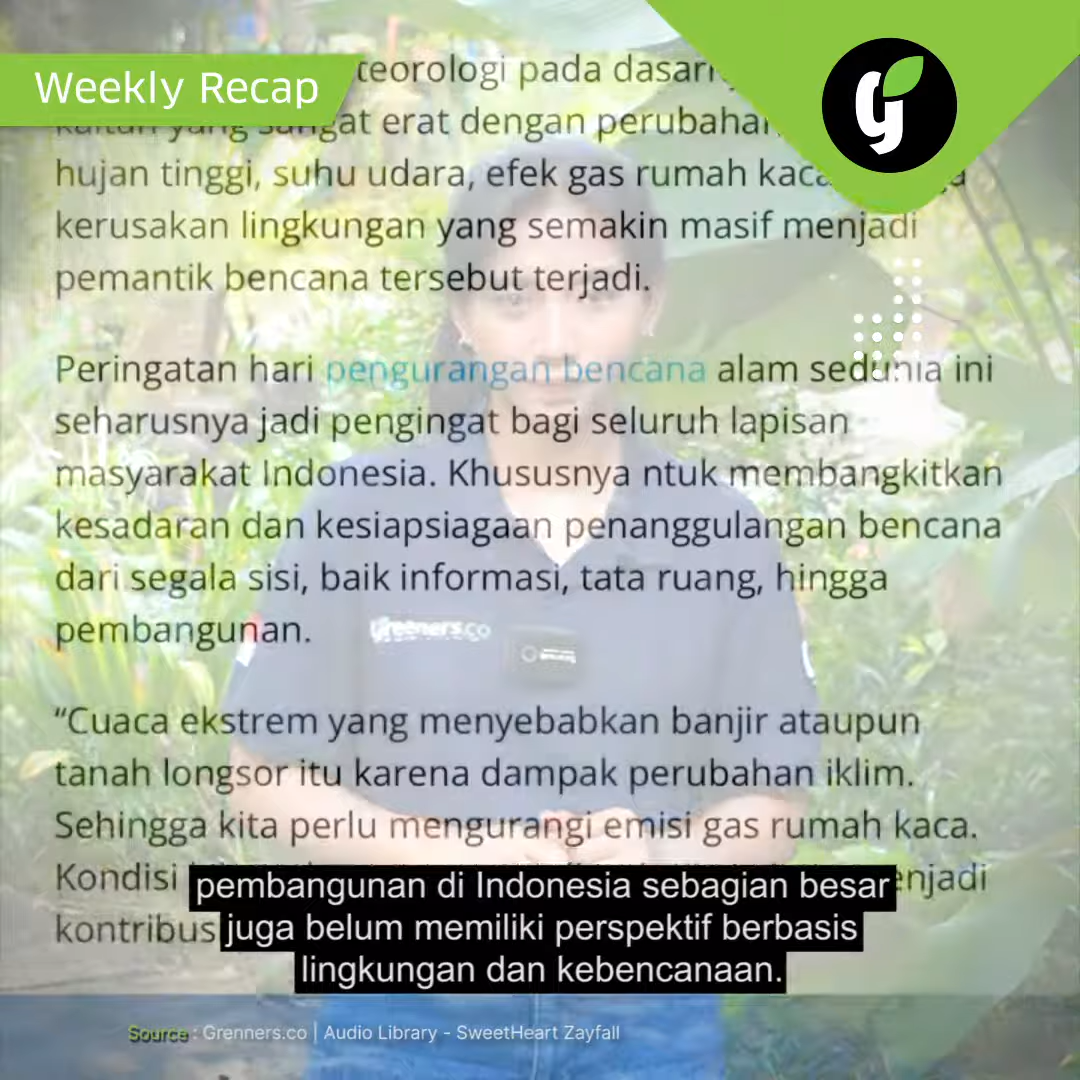 Weekly Recap
teorologi pada
yang sangat erat dengan
hujan tinggi, suhu udara, efek gas rumah
kerusakan lingkungan yang semakin masif menjadi
pemantik bencana tersebut terjadi.
Peringatan hari pengurangan bencana alam sedunia ini
seharusnya jadi pengingat bagi seluruh lapisan
masyarakat Indonesia. Khususnya ntuk membangkitkan
kesadaran dan kesiapsiagaan penanggulangan bencana
dari segala sisi, baik informasi, tata ruang, hingga
pembangunan.
Greeners.co
“Cuaca ekstrem yang menyebabkan banjir ataupun
tanah longsor itu karena dampak perubahan iklim.
Sehingga kita perlu mengurangi emisi gas rumah kaca.
Kondisi
enjadi
kontribus
pembangunan di Indonesia sebagian besar
juga belum memiliki perspektif berbasis
lingkungan dan kebencanaan.
Source : Grenners.co | Audio Library - SweetHeart Zayfall